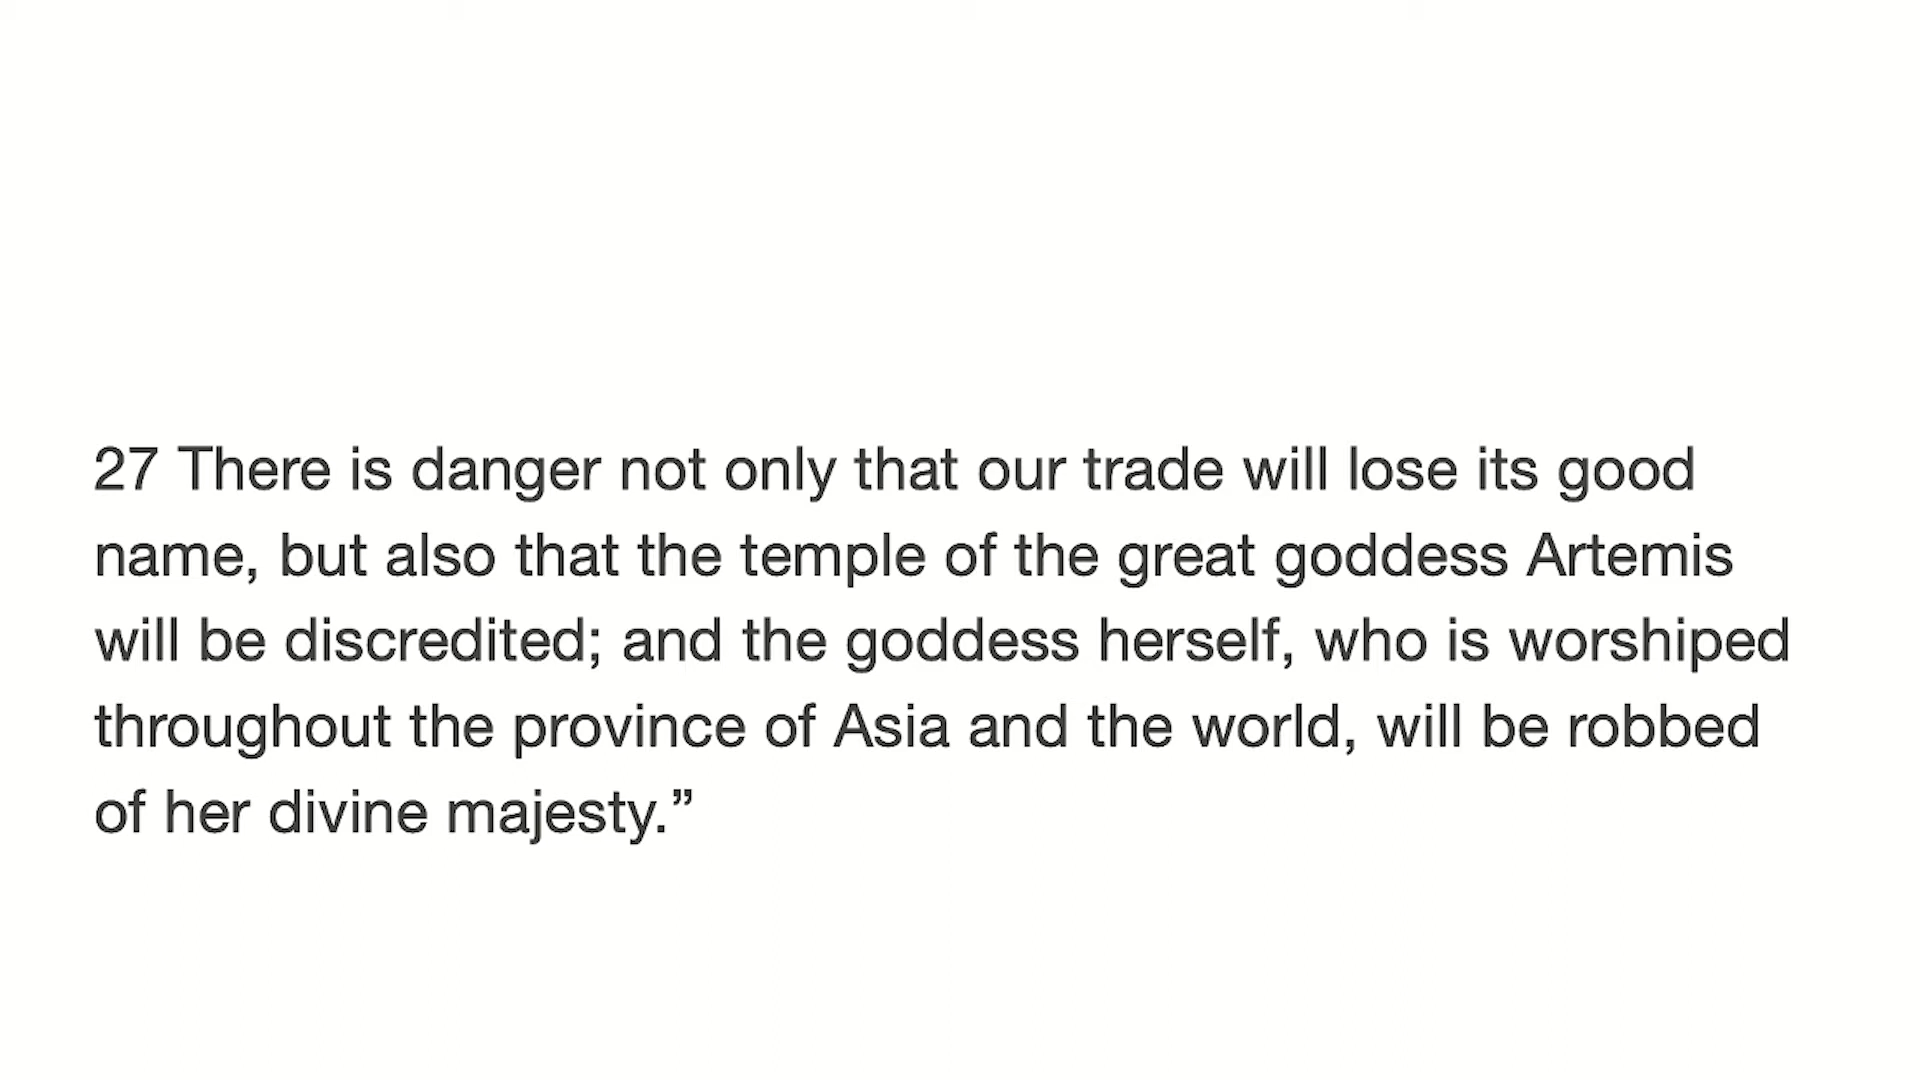 27 There is danger not only that our trade will lose its good
name, but also that the temple of the great goddess Artemis
will be discredited; and the goddess herself, who is worshiped
throughout the province of Asia and the world, will be robbed
of her divine majesty.”